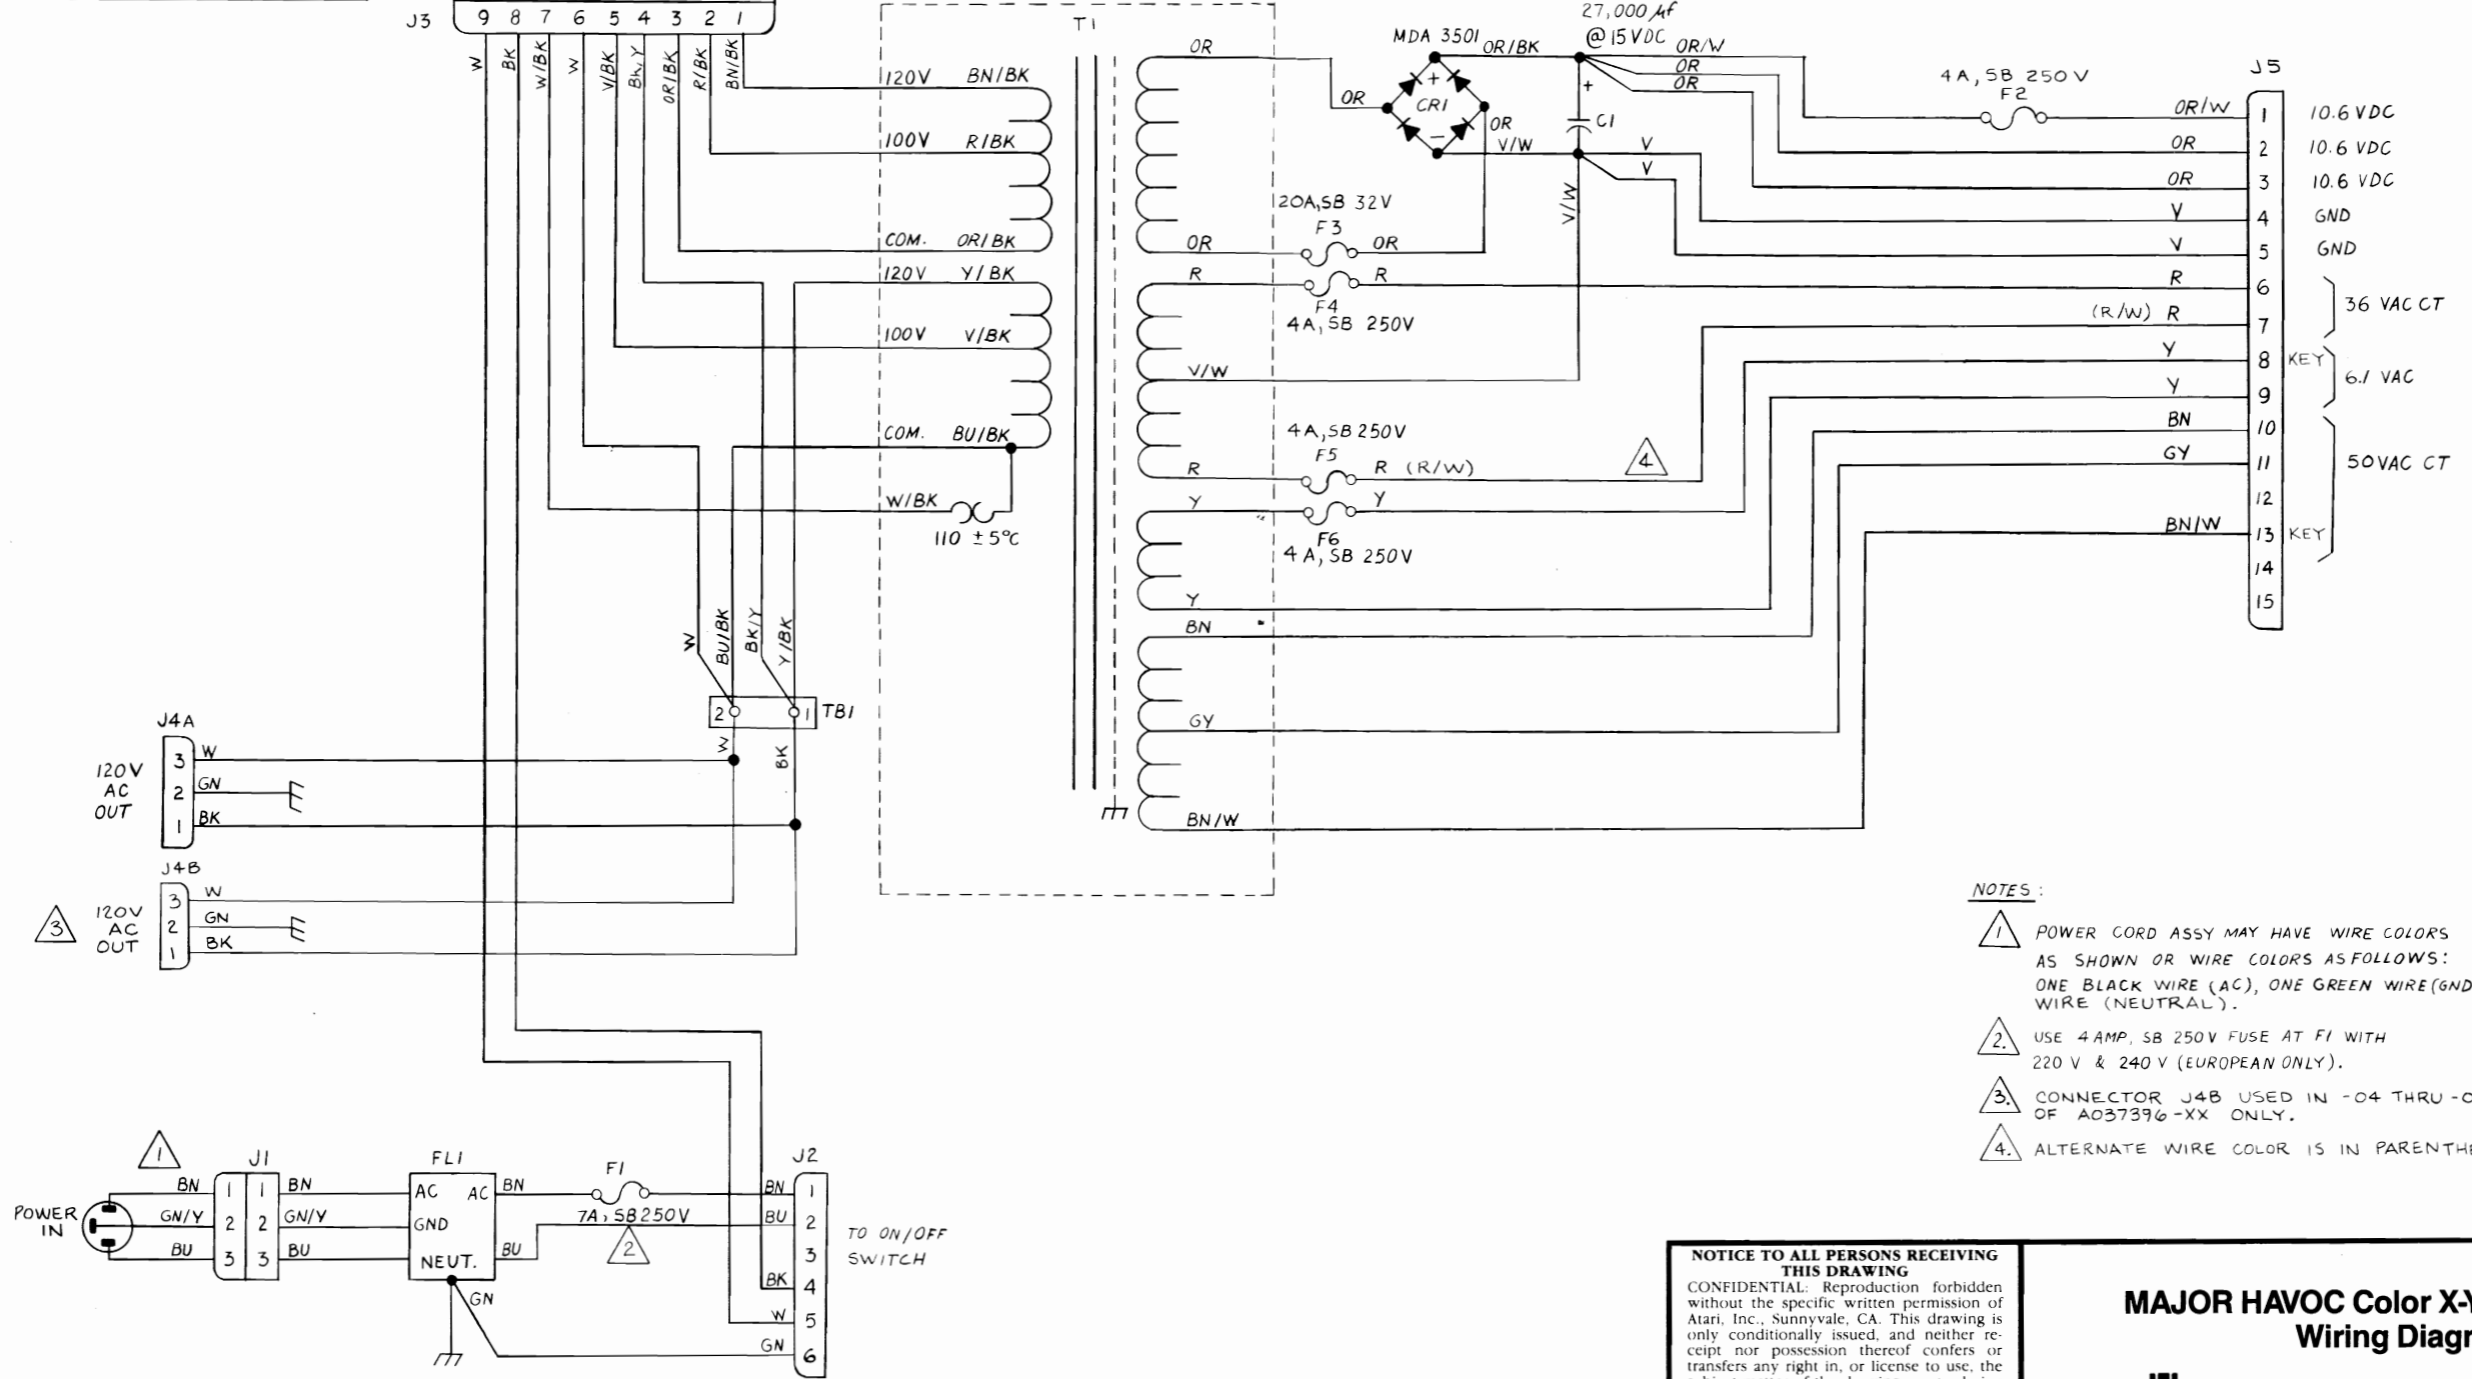 J3 9 8 7 6 5 4 3 2 1
W BK W/BK W V/BK BK/Y OR/BK R/BK BN/BK
T1
120V BN/BK
100V R/BK
COM. OR/BK
120V Y/BK
100V V/BK
COM. BU/BK
W/BK
110 ±5°C
OR
OR
R
V/W
R
Y
Y
BN
GY
BN/W
27,000 μf
@ 15VDC
MDA 3501
OR/BK
OR/W
OR
OR
OR
+
CR1
–
OR
+
C1
V/W
V
V
V/W
20A, SB 32V
F3
OR
R
F4
4A, SB 250V
4A, SB 250V
F5
R (R/W)
4
Y
F6
4A, SB 250V
4A, SB 250V
F2
J5
OR/W 1 10.6 VDC
OR 2 10.6 VDC
OR 3 10.6 VDC
V 4 GND
V 5 GND
R 6
36 VAC CT
(R/W) R 7
Y 8 KEY
6.1 VAC
Y 9
BN 10
GY 11 50VAC CT
12
BN/W 13 KEY
14
15
W BU/BK BK/Y Y/BK
2 1 TB1
W BK
J4A
120V
AC
OUT
3 W
2 GN
1 BK
J4B
3
120V
AC
OUT
3 W
2 GN
1 BK
1
POWER
IN
J1
BN 1 1 BN
GN/Y 2 2 GN/Y
BU 3 3 BU
FL1
AC AC
GND
NEUT.
BN
BU
GN
F1
7A, SB 250V
2
J2
BN 1
BU 2
3
BK 4
W 5
GN 6
TO ON/OFF
SWITCH
NOTES:
1 POWER CORD ASSY MAY HAVE WIRE COLORS
AS SHOWN OR WIRE COLORS AS FOLLOWS:
ONE BLACK WIRE (AC), ONE GREEN WIRE (GND
WIRE (NEUTRAL).
2. USE 4 AMP, SB 250V FUSE AT F1 WITH
220 V & 240 V (EUROPEAN ONLY).
3. CONNECTOR J4B USED IN -04 THRU -0
OF A037396-XX ONLY.
4. ALTERNATE WIRE COLOR IS IN PARENTHE
NOTICE TO ALL PERSONS RECEIVING
THIS DRAWING
CONFIDENTIAL: Reproduction forbidden
without the specific written permission of
Atari, Inc., Sunnyvale, CA. This drawing is
only conditionally issued, and neither re-
ceipt nor possession thereof confers or
transfers any right in, or license to use, the
MAJOR HAVOC Color X-Y
Wiring Diagr